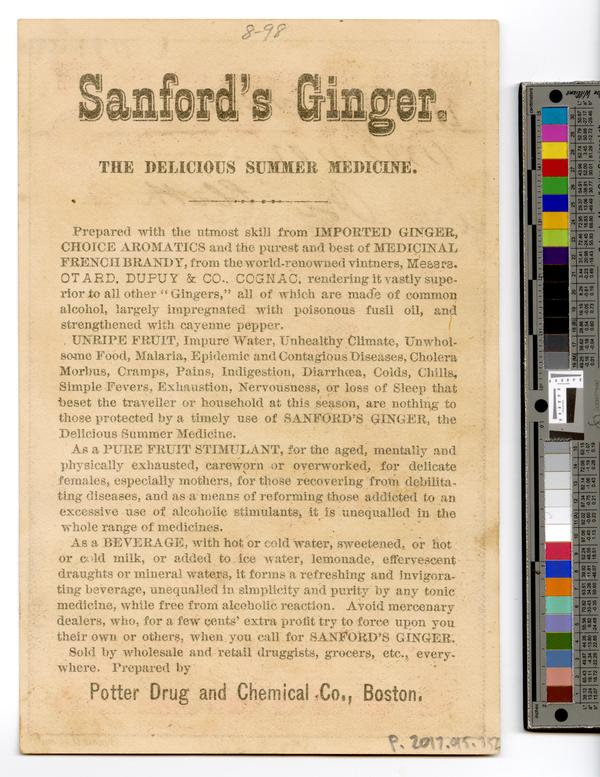 8-98
Sanford's Ginger.
THE DELICIOUS SUMMER MEDICINE.
Prepared with the utmost skill from IMPORTED GINGER,
CHOICE AROMATICS and the purest and best of MEDICINAL
FRENCH BRANDY, from the world-renowned vintners, Messrs.
OTARD, DUPUY & CO., COGNAC, rendering it vastly supe-
rior to all other "Gingers," all of which are made of common
alcohol, largely impregnated with poisonous fusil oil, and
strengthened with cayenne pepper.
UNRIPE FRUIT, Impure Water, Unhealthy Climate, Unwhol-
some Food, Malaria, Epidemic and Contagious Diseases, Cholera
Morbus, Cramps, Pains, Indigestion, Diarrhœa, Colds, Chills,
Simple Fevers, Exhaustion, Nervousness, or loss of Sleep that
beset the traveller or household at this season, are nothing to
those protected by a timely use of SANFORD'S GINGER, the
Delicious Summer Medicine.
As a PURE FRUIT STIMULANT, for the aged, mentally and
physically exhausted, careworn or overworked, for delicate
females, especially mothers, for those recovering from debilita-
ting diseases, and as a means of reforming those addicted to an
excessive use of alcoholic stimulants, it is unequalled in the
whole range of medicines.
As a BEVERAGE, with hot or cold water, sweetened, or hot
or cold milk, or added to ice water, lemonade, effervescent
draughts or mineral waters, it forms a refreshing and invigora-
ting beverage, unequalled in simplicity and purity by any tonic
medicine, while free from alcoholic reaction. Avoid mercenary
dealers, who, for a few cents' extra profit try to force upon you
their own or others, when you call for SANFORD'S GINGER.
Sold by wholesale and retail druggists, grocers, etc., every-
where. Prepared by
Potter Drug and Chemical Co., Boston.
P. 2017.015.752